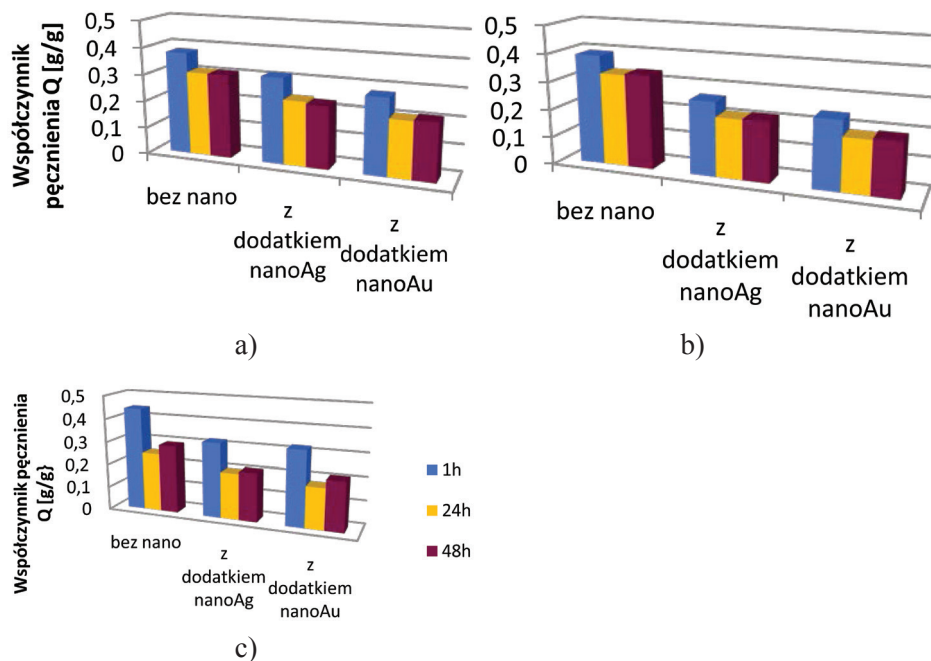 Współczynnik
pęcznienia Q [g/g]
0,5
0,4
0,3
0,2
0,1
0
bez nano
z
dodatkiem
nanoAg
z
dodatkiem
nanoAu
a)
0,5
0,4
0,3
0,2
0,1
0
bez nano
z
dodatkiem
nanoAg
z
dodatkiem
nanoAu
b)
Współczynnik pęcznienia
Q [g/g}
0,5
0,4
0,3
0,2
0,1
0
bez nano
z
dodatkiem
nanoAg
z
dodatkiem
nanoAu
1h
24h
48h
c)